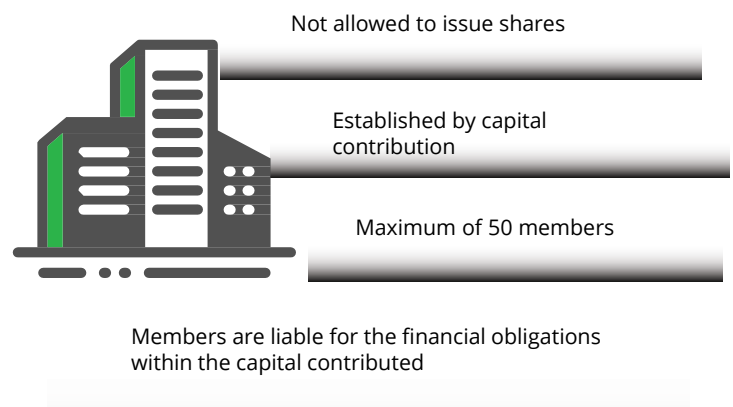 Not allowed to issue shares
Established by capital
contribution
Maximum of 50 members
Members are liable for the financial obligations
within the capital contributed